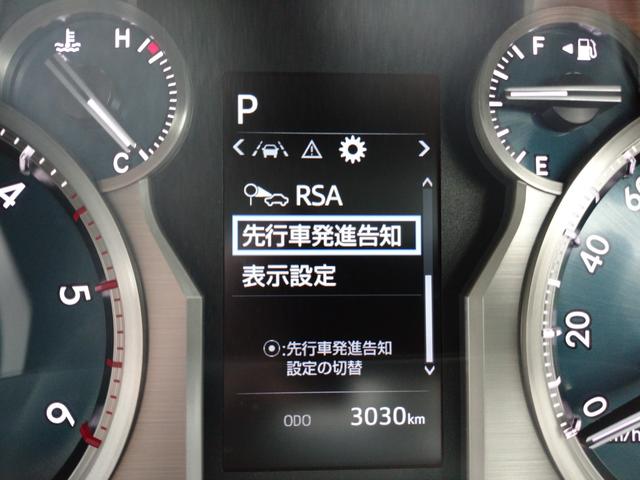 H
C
F
E
P
RSA
先行車発進告知
表示設定
:先行車発進告知
設定の切替
ODO 3030km
4
5
6
60
40
20
0
km/h